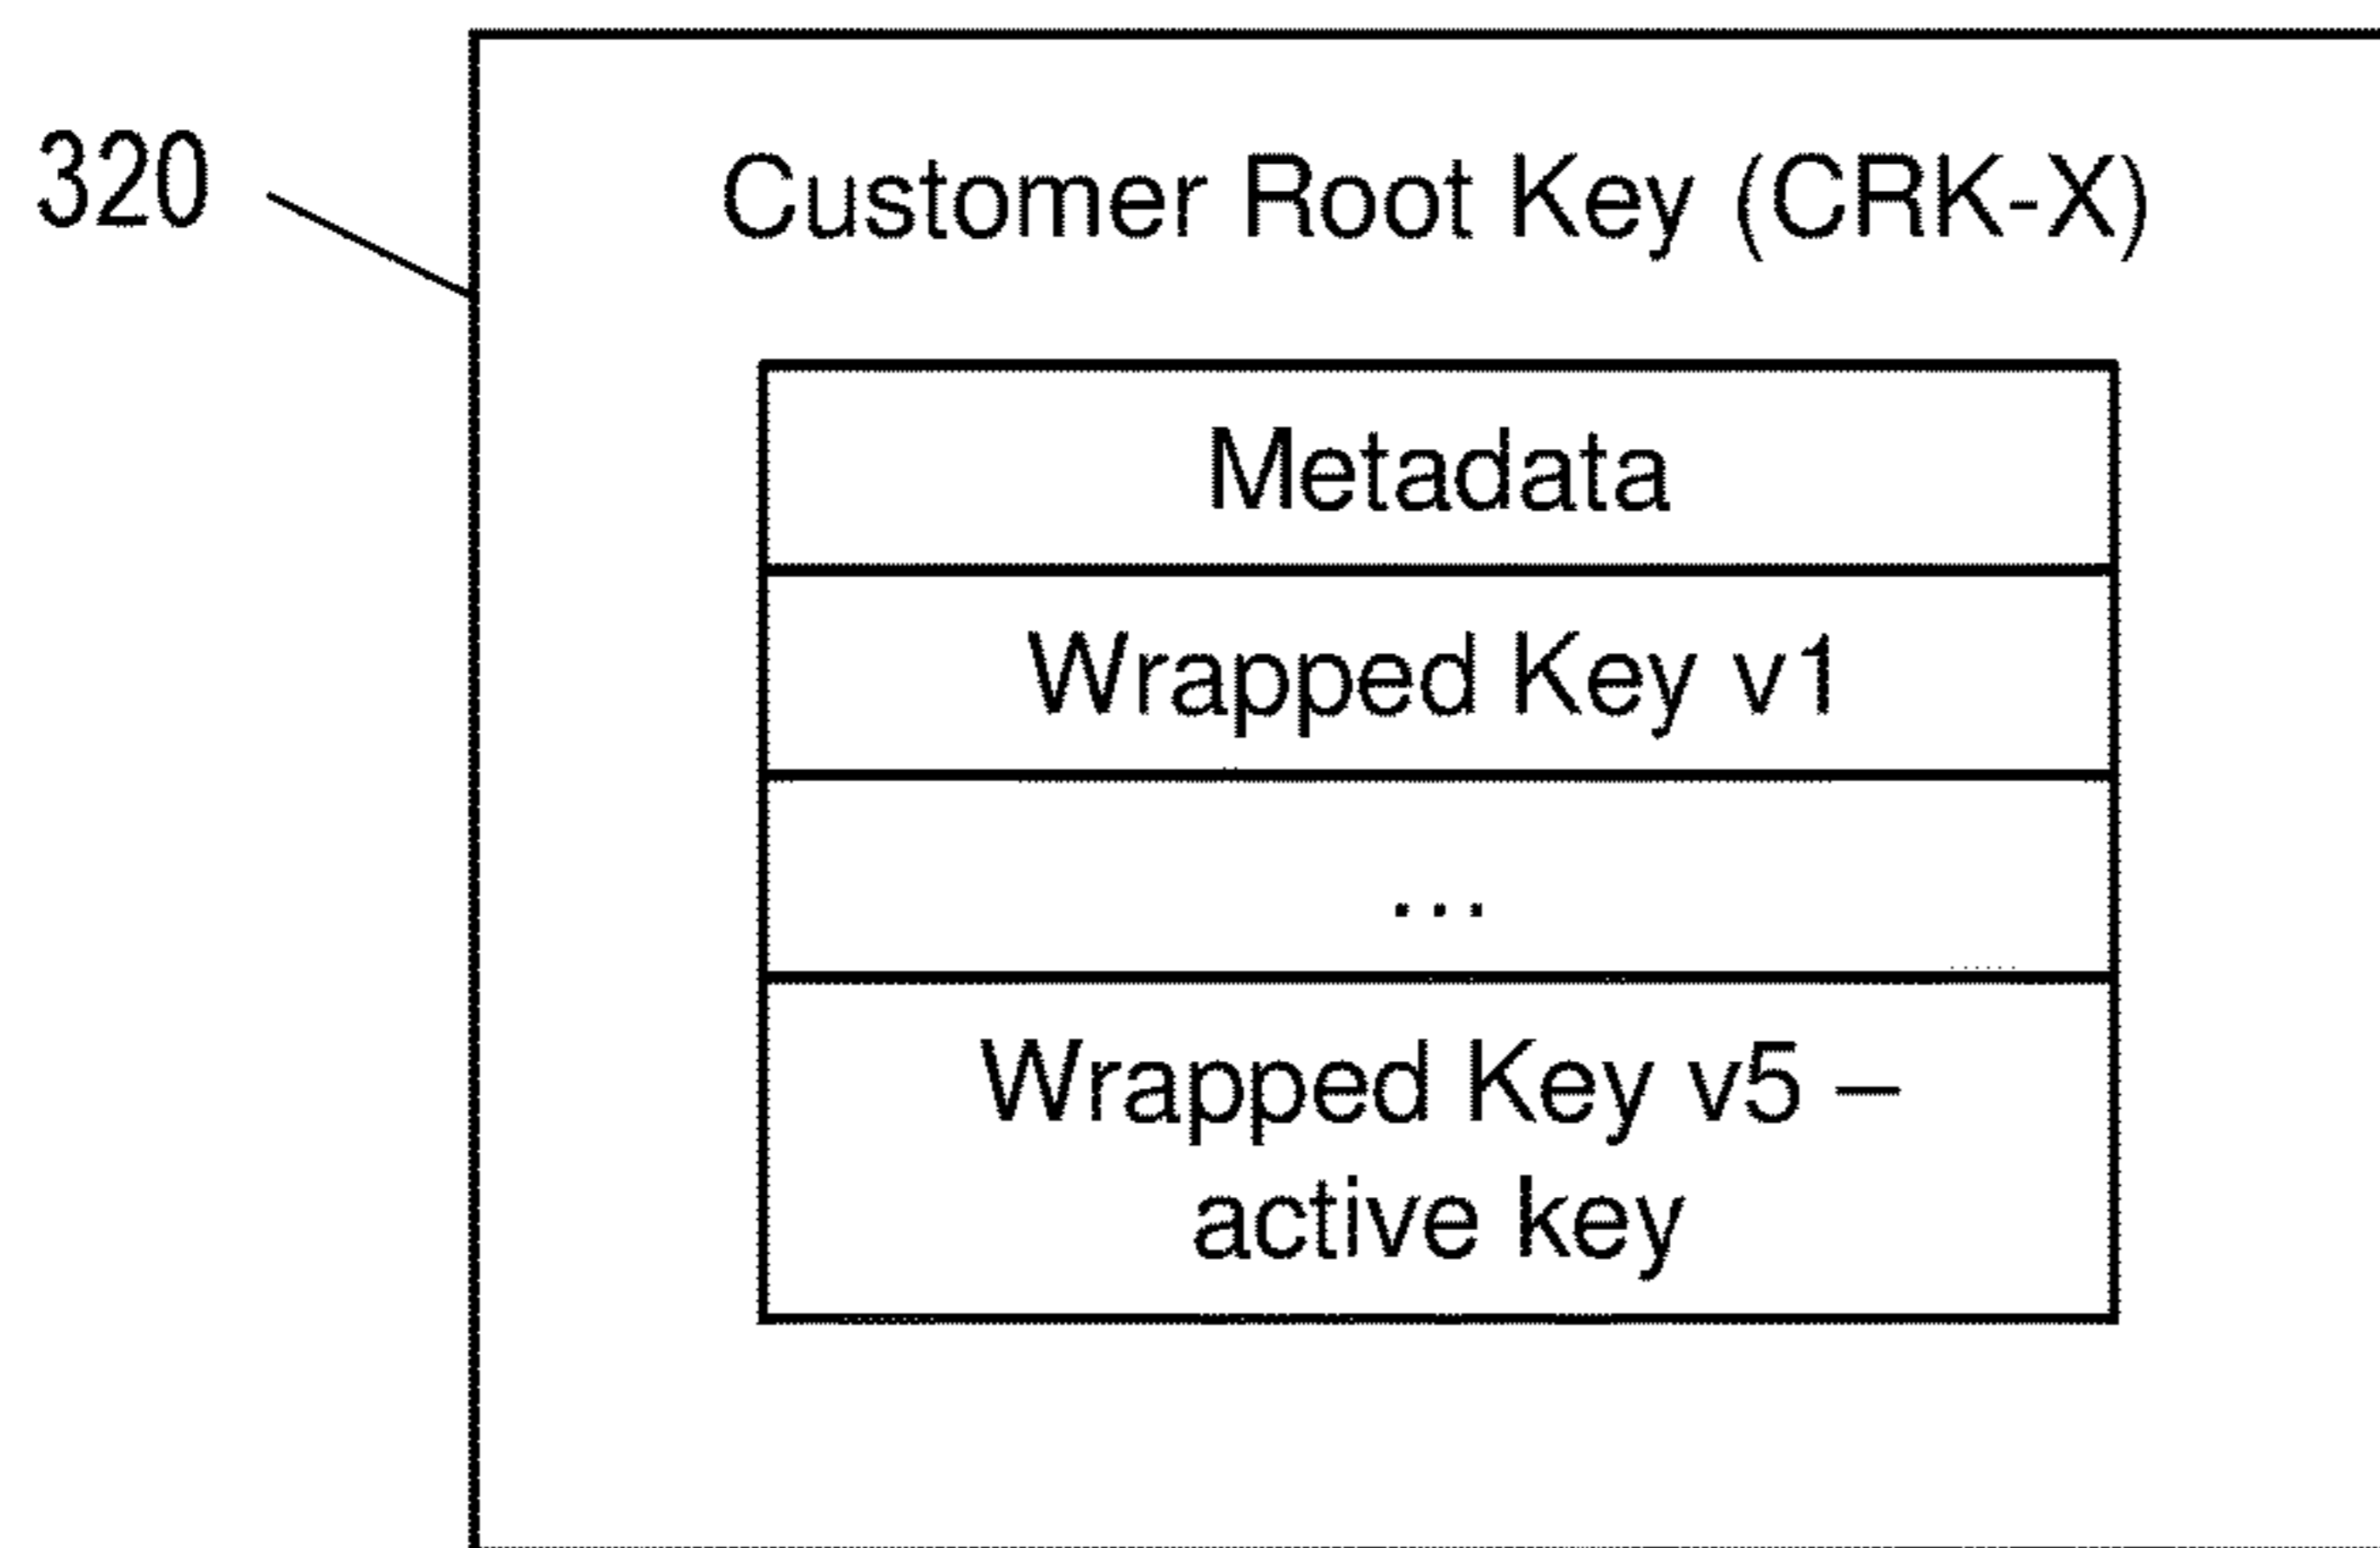 320
Customer Root Key (CRK-X)
Metadata
Wrapped Key v1
...
Wrapped Key v5 –
active key